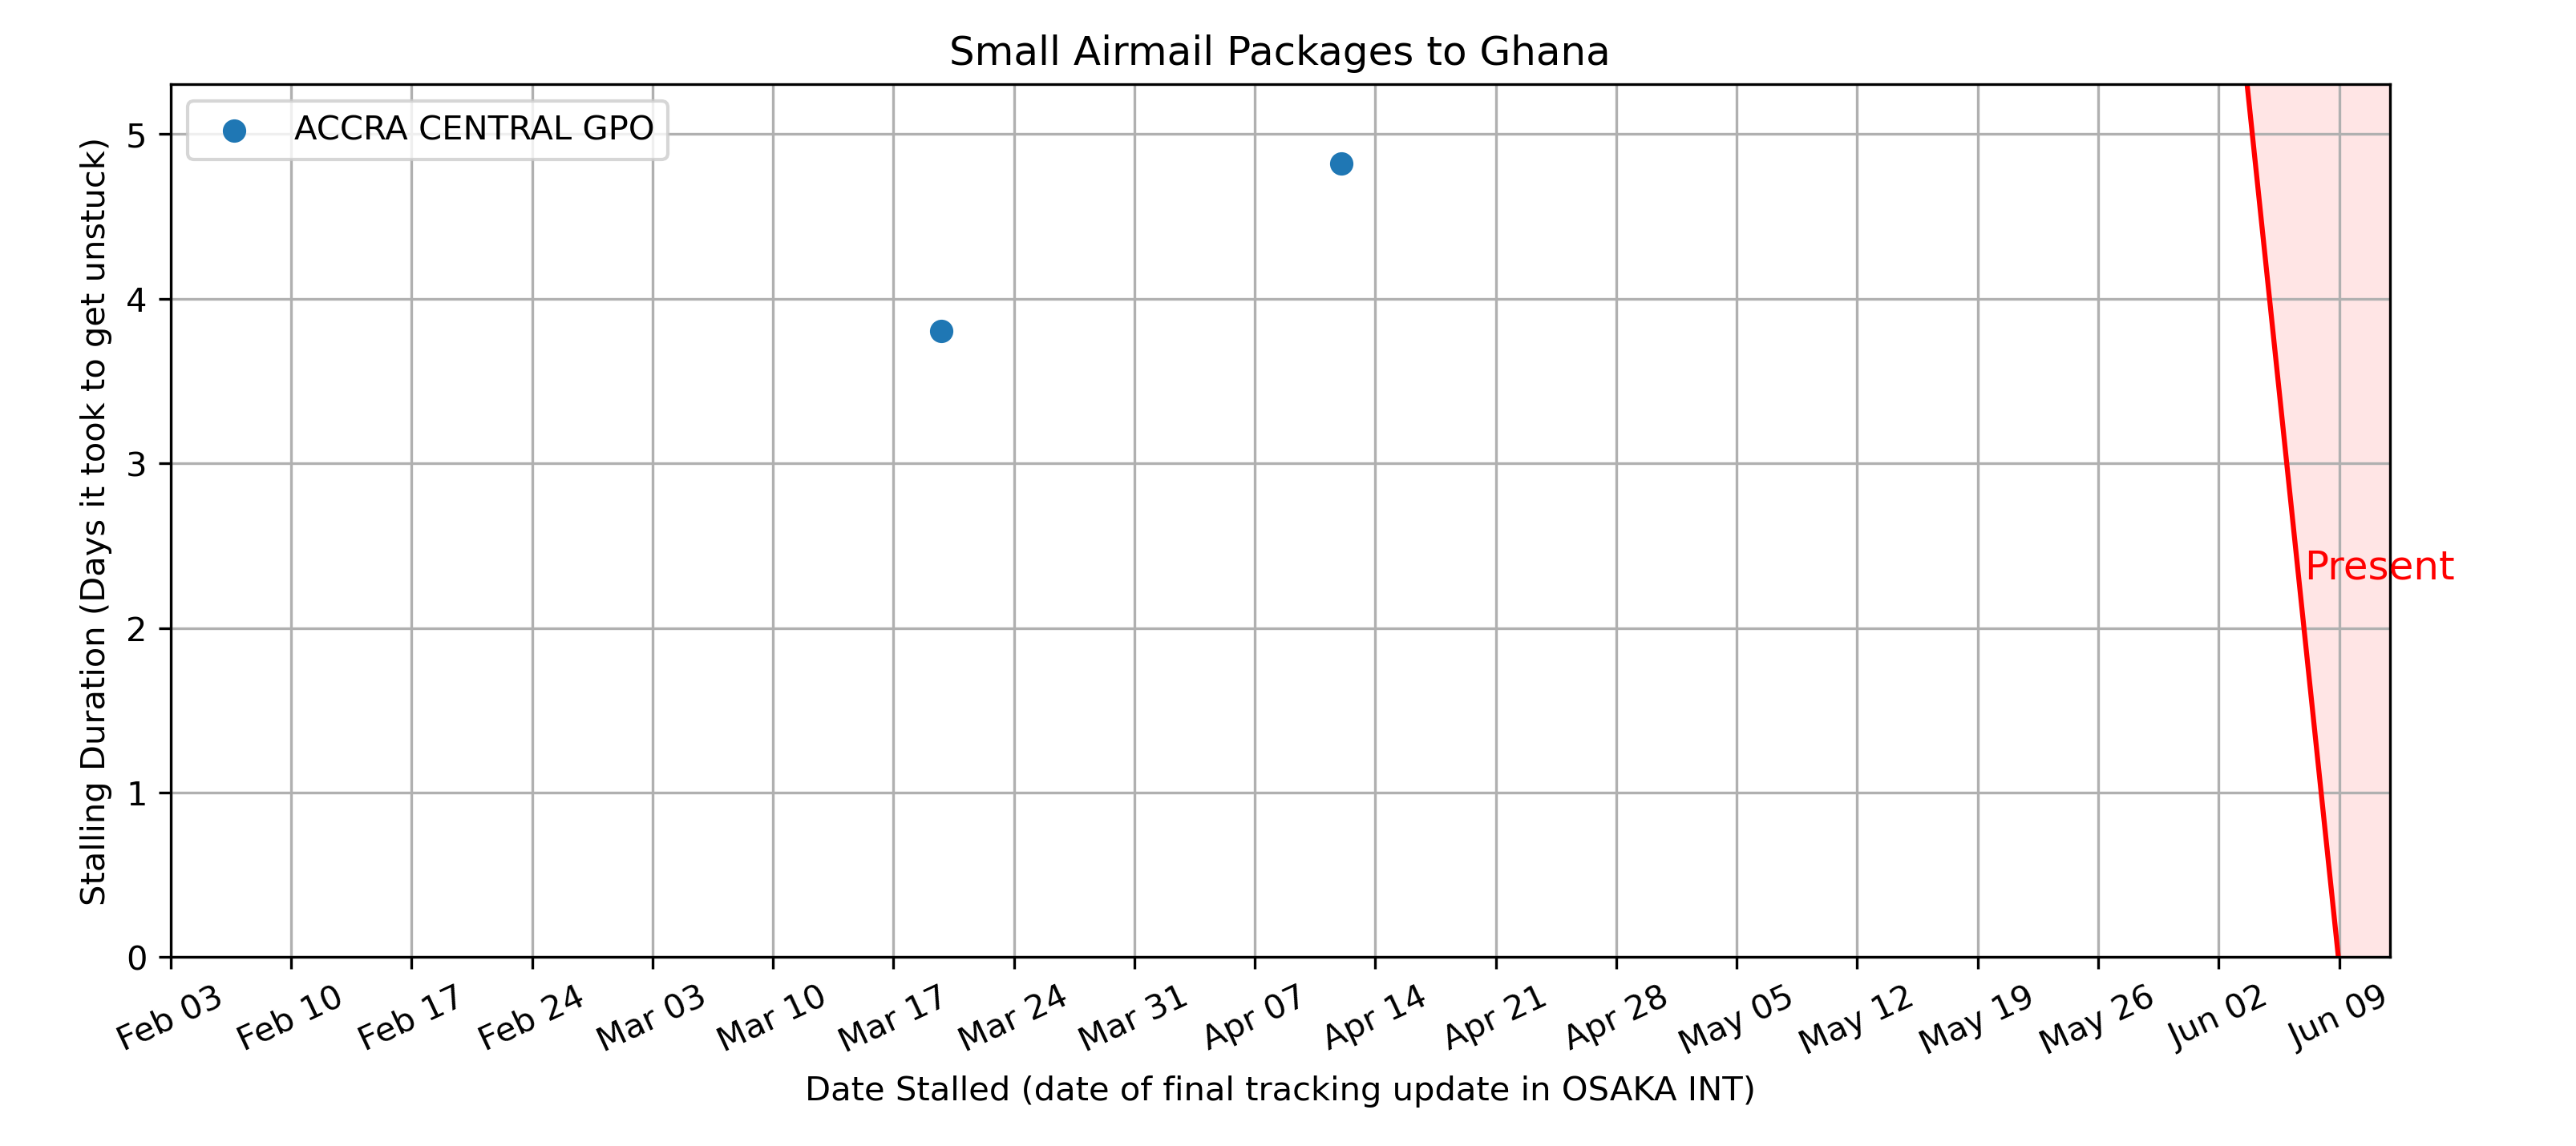 Small Airmail Packages to Ghana
ACCRA CENTRAL GPO
Stalling Duration (Days it took to get unstuck)
5
4
3
2
1
0
Present
Feb 03
Feb 10
Feb 17
Feb 24
Mar 03
Mar 10
Mar 17
Mar 24
Mar 31
Apr 07
Apr 14
Apr 21
Apr 28
May 05
May 12
May 19
May 26
Jun 02
Jun 09
Date Stalled (date of final tracking update in OSAKA INT)